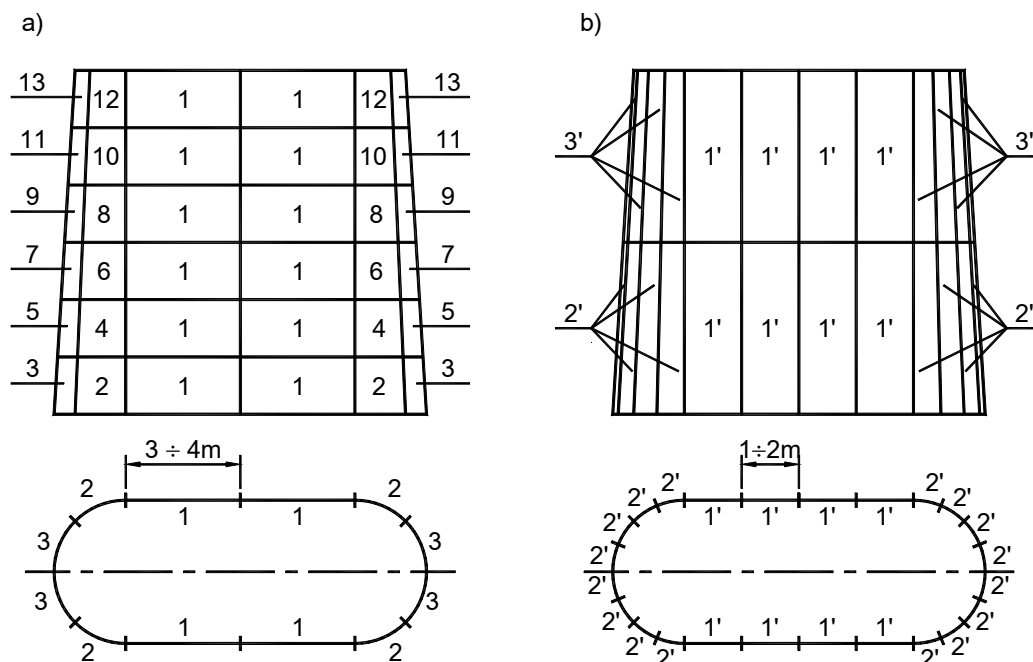 a) b)
13 12 1 1 12 13
11 10 1 1 10 11
9 8 1 1 8 9
7 6 1 1 6 7
5 4 1 1 4 5
3 2 1 1 2 3
3' 1' 1' 1' 1' 3'
2' 1' 1' 1' 1' 2'
3 ÷ 4m
1÷2m
2 1 1 2
3 3
3 3
2 1 1 2
2' 2' 1' 1' 1' 1' 2' 2'
2' 2'
2' 2'
2' 2'
2' 2'
2' 2' 1' 1' 1' 1' 2' 2'